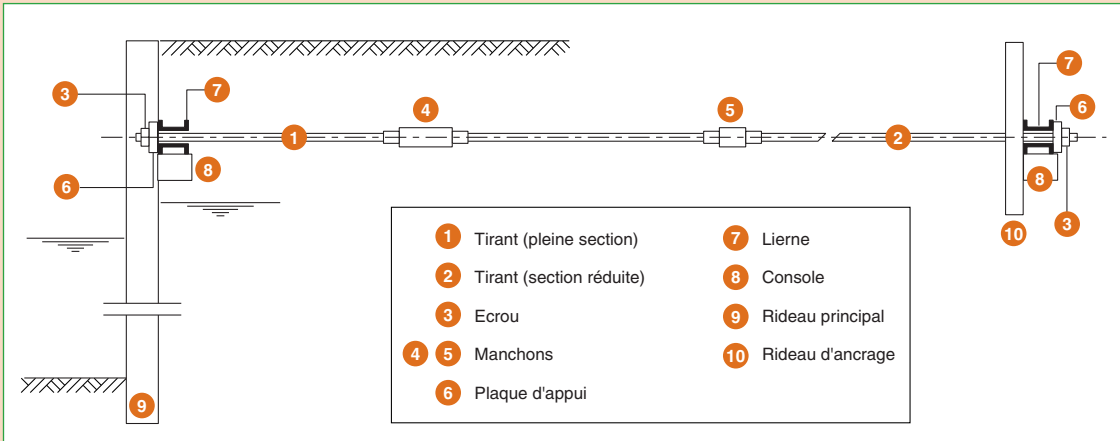 3
7
1
4
5
2
7
6
6
8
8
3
10
9
1 Tirant (pleine section)
2 Tirant (section réduite)
3 Ecrou
4 5 Manchons
6 Plaque d'appui
7 Lierne
8 Console
9 Rideau principal
10 Rideau d'ancrage